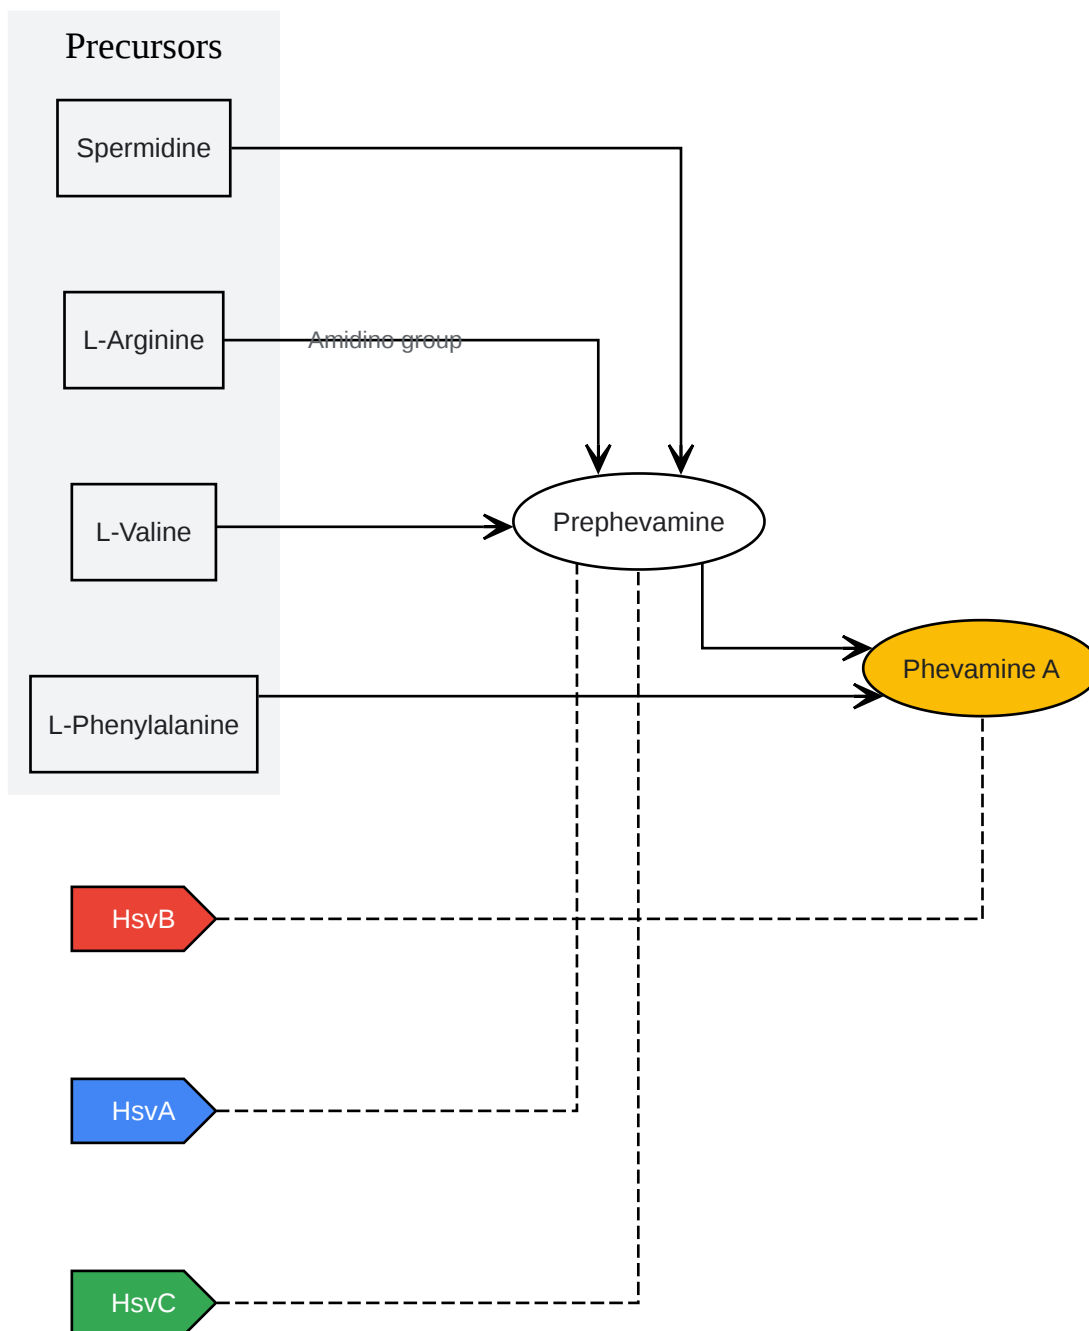 Precursors
Spermidine
L-Arginine
Amidino group
L-Valine
Prephevamine
Phevamine A
L-Phenylalanine
HsvB
HsvA
HsvC